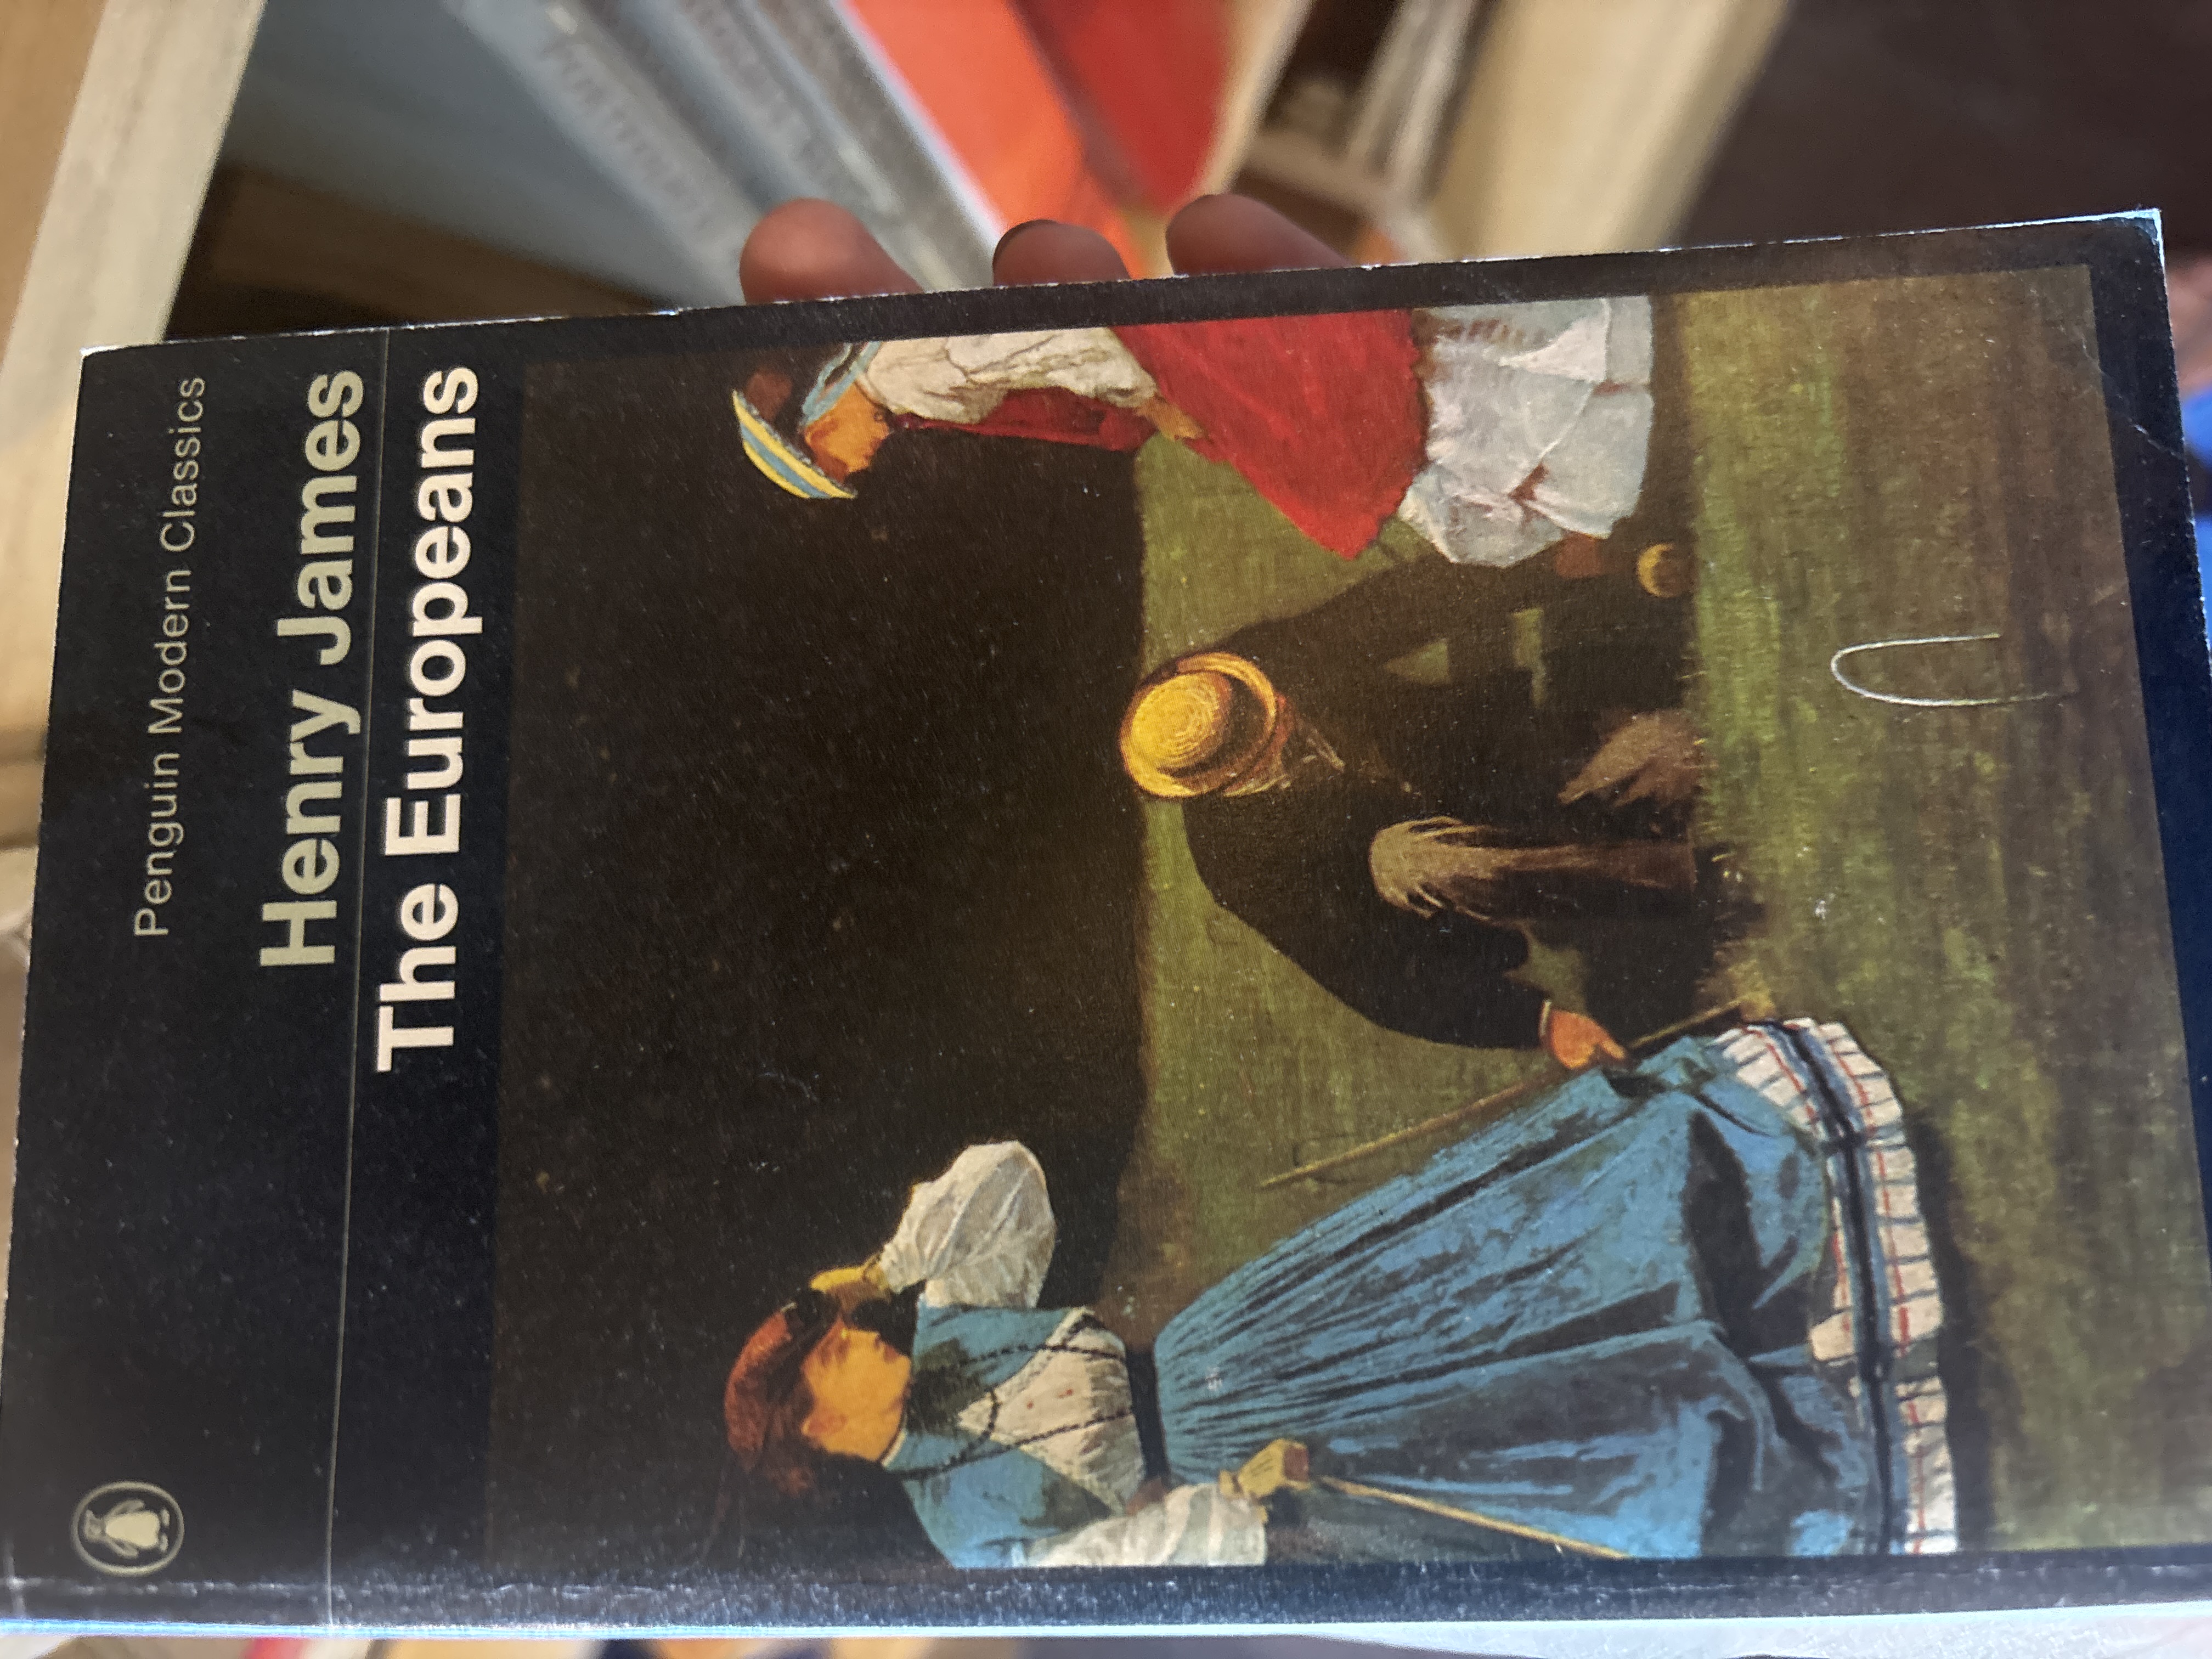 Penguin Modern Classics
Henry James
The Europeans